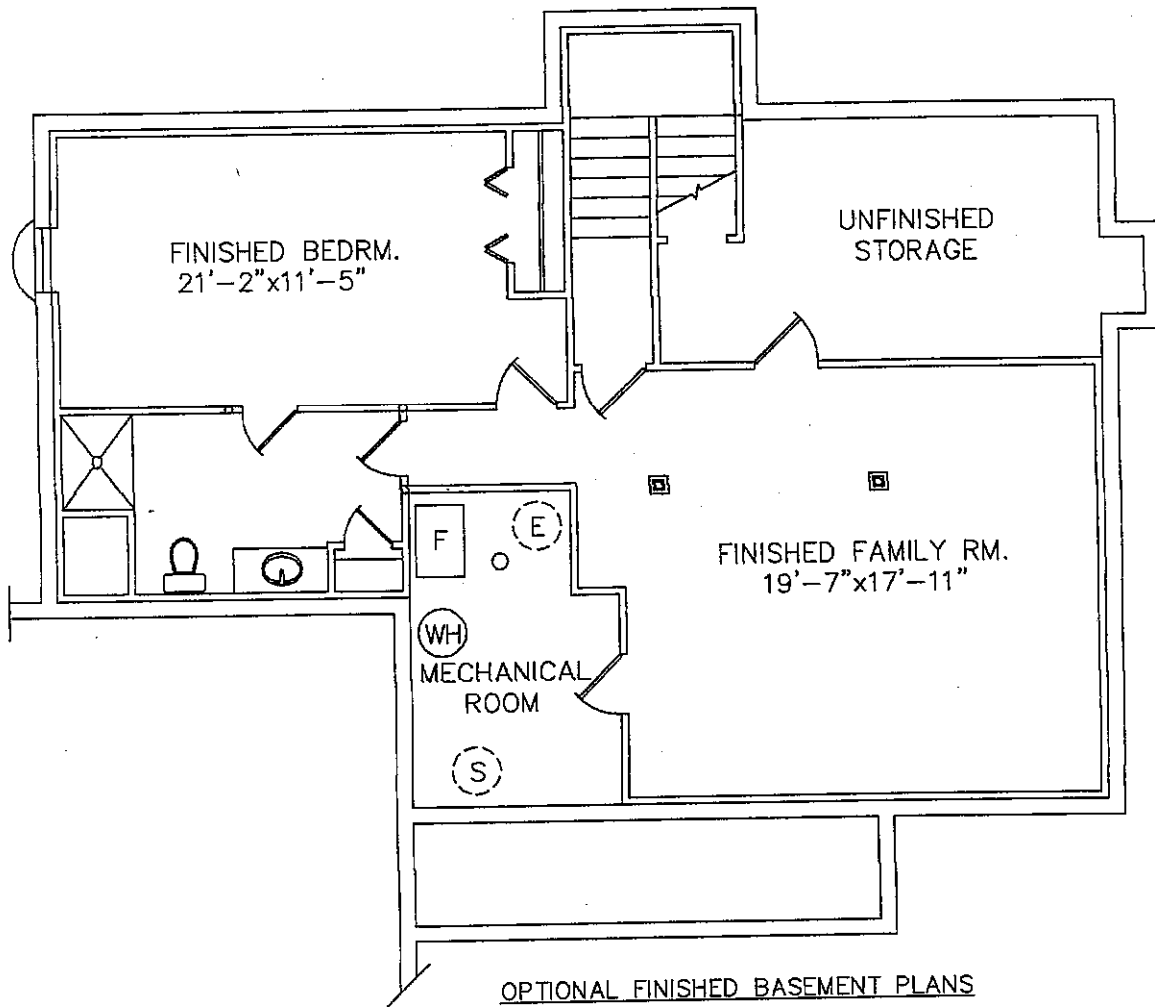 UNFINISHED
STORAGE
FINISHED BEDRM.
21'-2"x11'-5"
F
E
FINISHED FAMILY RM.
19'-7"x17'-11"
WH
MECHANICAL
ROOM
S
OPTIONAL FINISHED BASEMENT PLANS